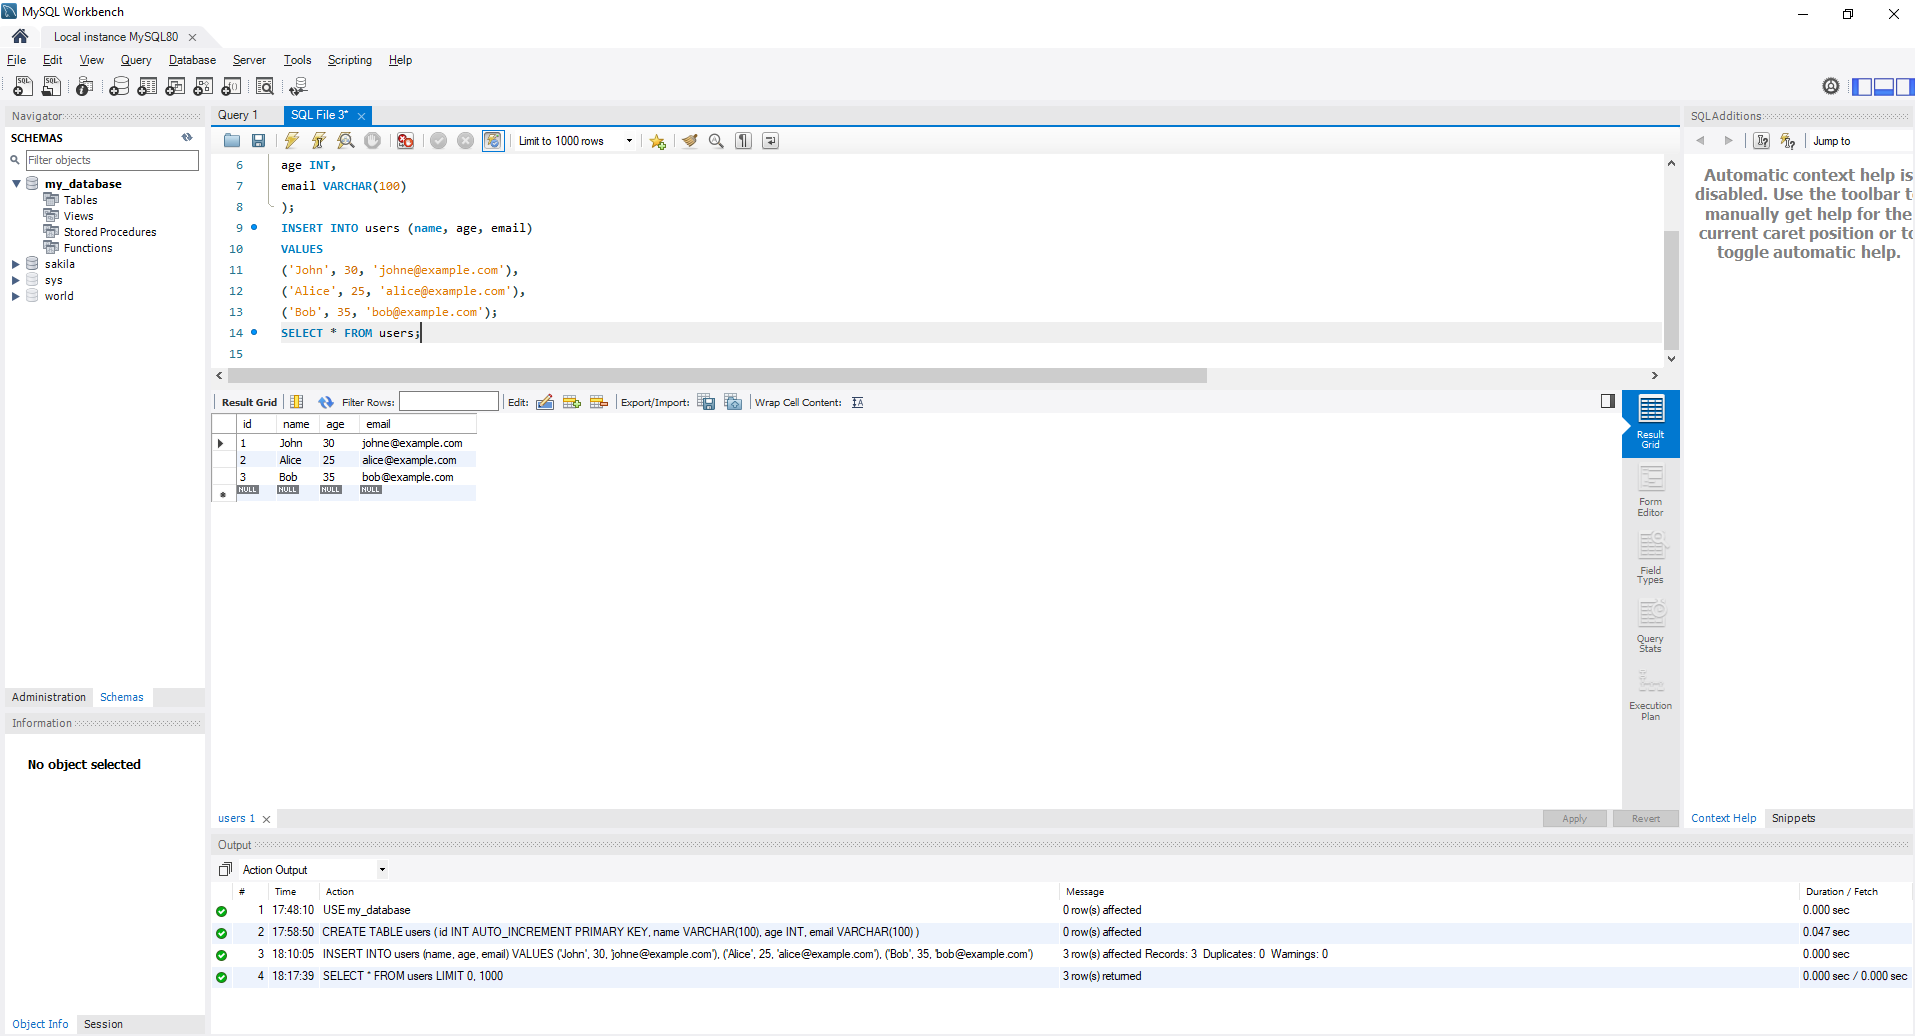 MySQL Workbench
Local instance MySQL80
File Edit View Query Database Server Tools Scripting Help
Navigator
SCHEMAS
Filter objects
my_database
Tables
Views
Stored Procedures
Functions
sakila
sys
world
Administration Schemas
Information
No object selected
Object Info Session
Query 1 SQL File 3*
Limit to 1000 rows
6 age INT,
7 email VARCHAR(100)
8 );
9 INSERT INTO users (name, age, email)
10 VALUES
11 ('John', 30, 'johne@example.com'),
12 ('Alice', 25, 'alice@example.com'),
13 ('Bob', 35, 'bob@example.com');
14 SELECT * FROM users;
15
Result Grid Filter Rows: Edit: Export/Import: Wrap Cell Content:
id name age email
1 John 30 johne@example.com
2 Alice 25 alice@example.com
3 Bob 35 bob@example.com
NULL NULL NULL NULL
Result
Grid
Form
Editor
Field
Types
Query
Stats
Execution
Plan
users 1 Apply Revert
SQLAdditions
Jump to
Automatic context help is
disabled. Use the toolbar t
manually get help for the
current caret position or to
toggle automatic help.
Context Help Snippets
Output
Action Output
# Time Action Message Duration / Fetch
1 17:48:10 USE my_database 0 row(s) affected 0.000 sec
2 17:58:50 CREATE TABLE users ( id INT AUTO_INCREMENT PRIMARY KEY, name VARCHAR(100), age INT, email VARCHAR(100) ) 0 row(s) affected 0.047 sec
3 18:10:05 INSERT INTO users (name, age, email) VALUES ('John', 30, 'johne@example.com'), ('Alice', 25, 'alice@example.com'), ('Bob', 35, 'bob@example.com') 3 row(s) affected Records: 3 Duplicates: 0 Warnings: 0 0.000 sec
4 18:17:39 SELECT * FROM users LIMIT 0, 1000 3 row(s) returned 0.000 sec / 0.000 sec